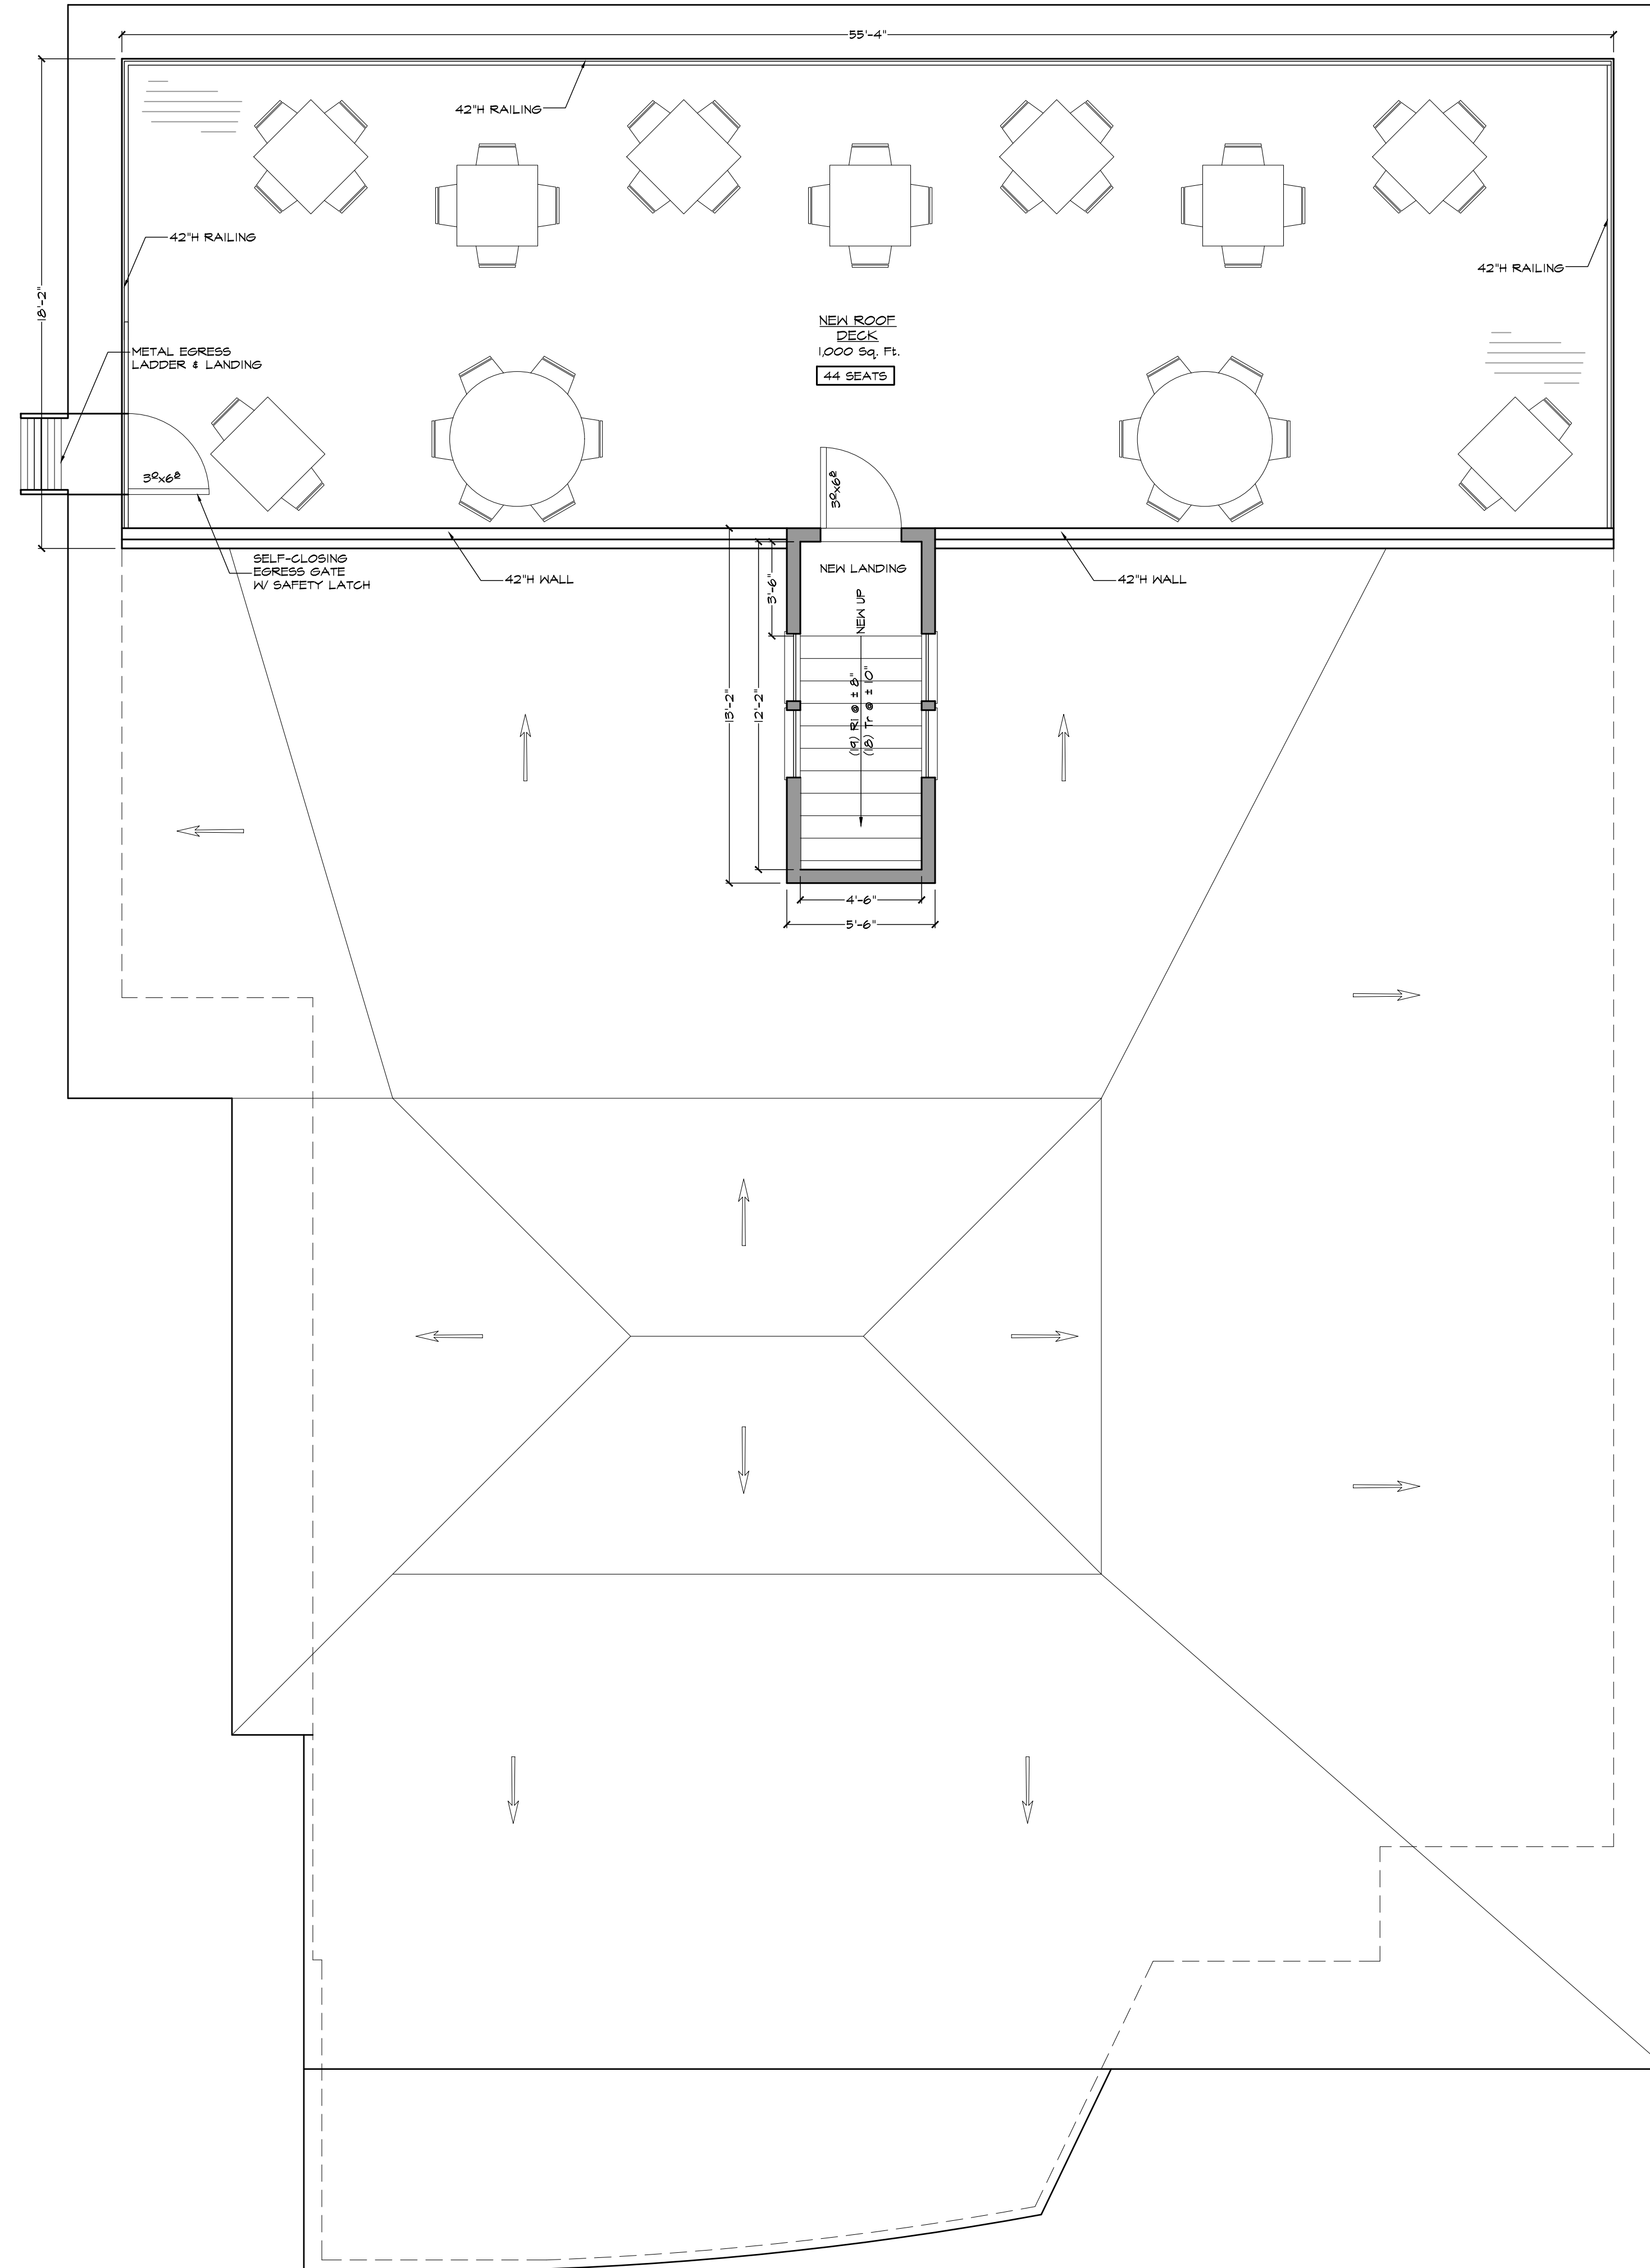 55'-4"
42"H RAILING
42"H RAILING
42"H RAILING
18'-2"
NEW ROOF
DECK
1,000 Sq. Ft.
44 SEATS
METAL EGRESS
LADDER & LANDING
3⁰x6⁸
3⁰x6⁸
SELF-CLOSING
EGRESS GATE
W/ SAFETY LATCH
42"H WALL
NEW LANDING
42"H WALL
3'-6"
NEW UP
13'-2"
12'-2"
(19) Ri @ ± 8"
(18) Tr @ ± 10"
4'-6"
5'-6"